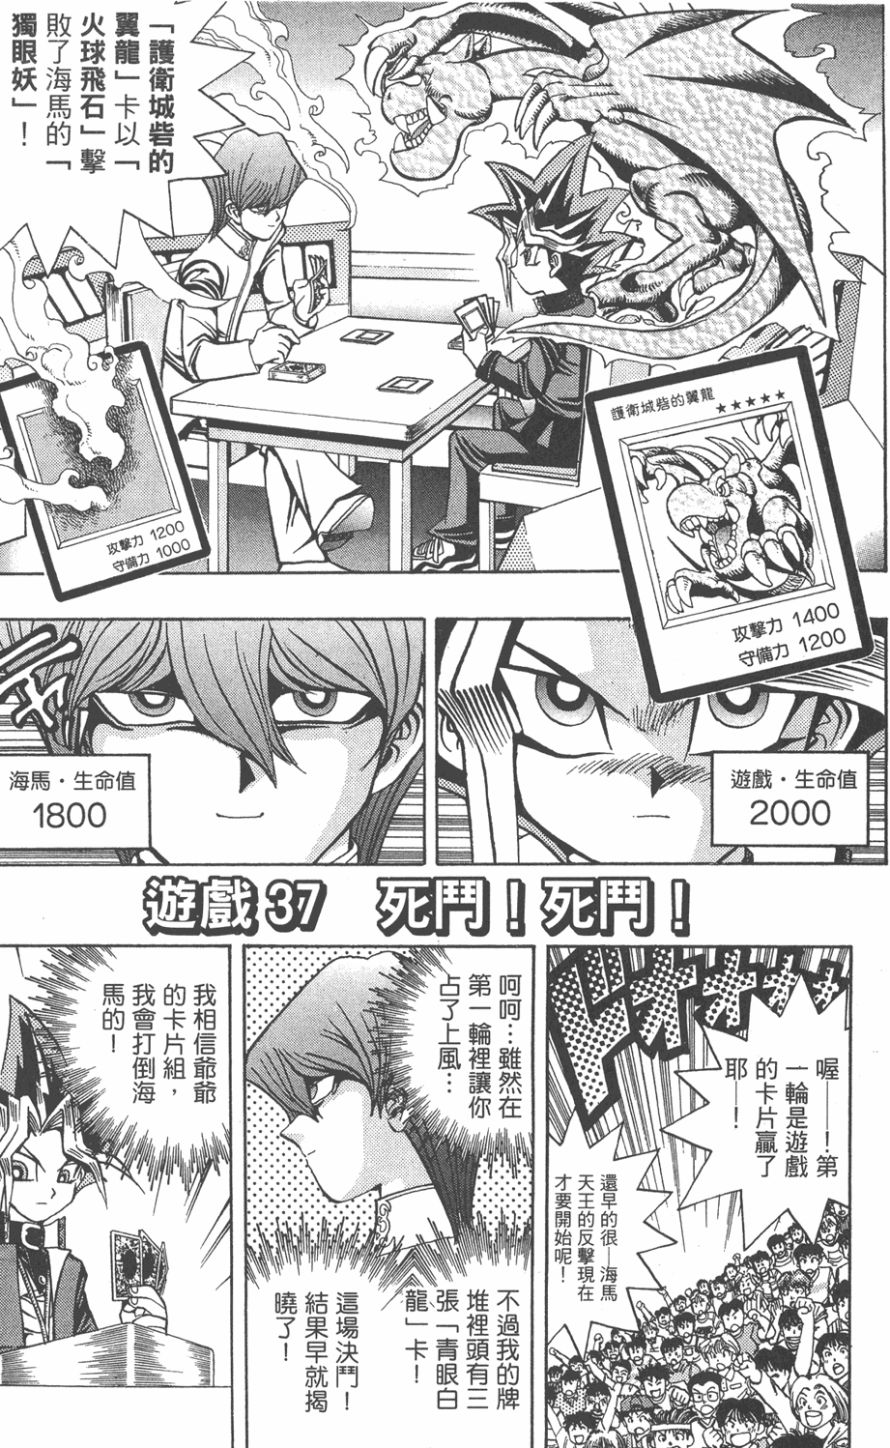 「護衛城砦的
翼龍」卡以「
火球飛石」擊
敗了海馬的「
獨眼妖」！
攻擊力 1200
守備力 1000
護衛城砦的翼龍
★★★★★
攻擊力 1400
守備力 1200
遊戲・生命值
2000
海馬・生命值
1800
遊戲37 死鬥！死鬥！
ドオオオオ
喔——！第
一輪是遊戲
的卡片贏了
耶——！
還早的很—海馬
天王的反擊現在
才要開始呢！
呵呵…雖然在
第一輪裡讓你
占了上風…
不過我的牌
堆裡頭有三
張「青眼白
龍」卡！
這場決鬥！
結果早就揭
曉了！
我相信爺爺
的卡片組，
我會打倒海
馬的！